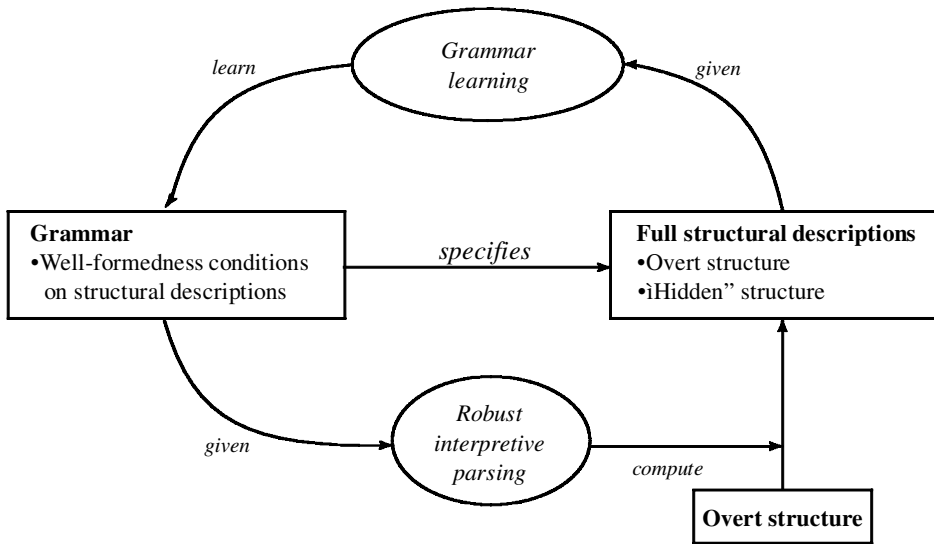 Grammar
learning
learn
given
Grammar
•Well-formedness conditions
on structural descriptions
specifies
Full structural descriptions
•Overt structure
•ìHidden” structure
given
Robust
interpretive
parsing
compute
Overt structure